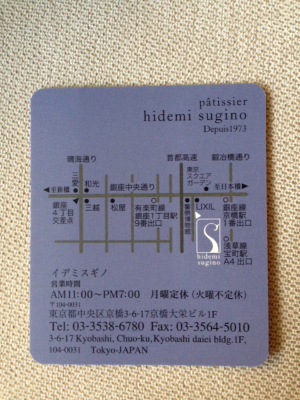 pâtissier
hidemi sugino
Depuis1973
晴海通り
首都高速
鍛冶橋通り
三愛
和光
銀座中央通り
東京スクエアガーデン
至新橋
至日本橋
銀座4丁目交差点
三越
松屋
有楽町線
銀座1丁目駅
9番出口
警察博物館
LIXIL
銀座線
京橋駅
1番出口
S
hidemi
sugino
浅草線
宝町駅
A4出口
イデミスギノ
営業時間
AM11:00〜PM7:00 月曜定休(火曜不定休)
〒104-0031
東京都中央区京橋3-6-17京橋大栄ビル1F
Tel: 03-3538-6780 Fax: 03-3564-5010
3-6-17 Kyobashi, Chuo-ku, Kyobashi daiei bldg.1F,
104-0031 Tokyo-JAPAN